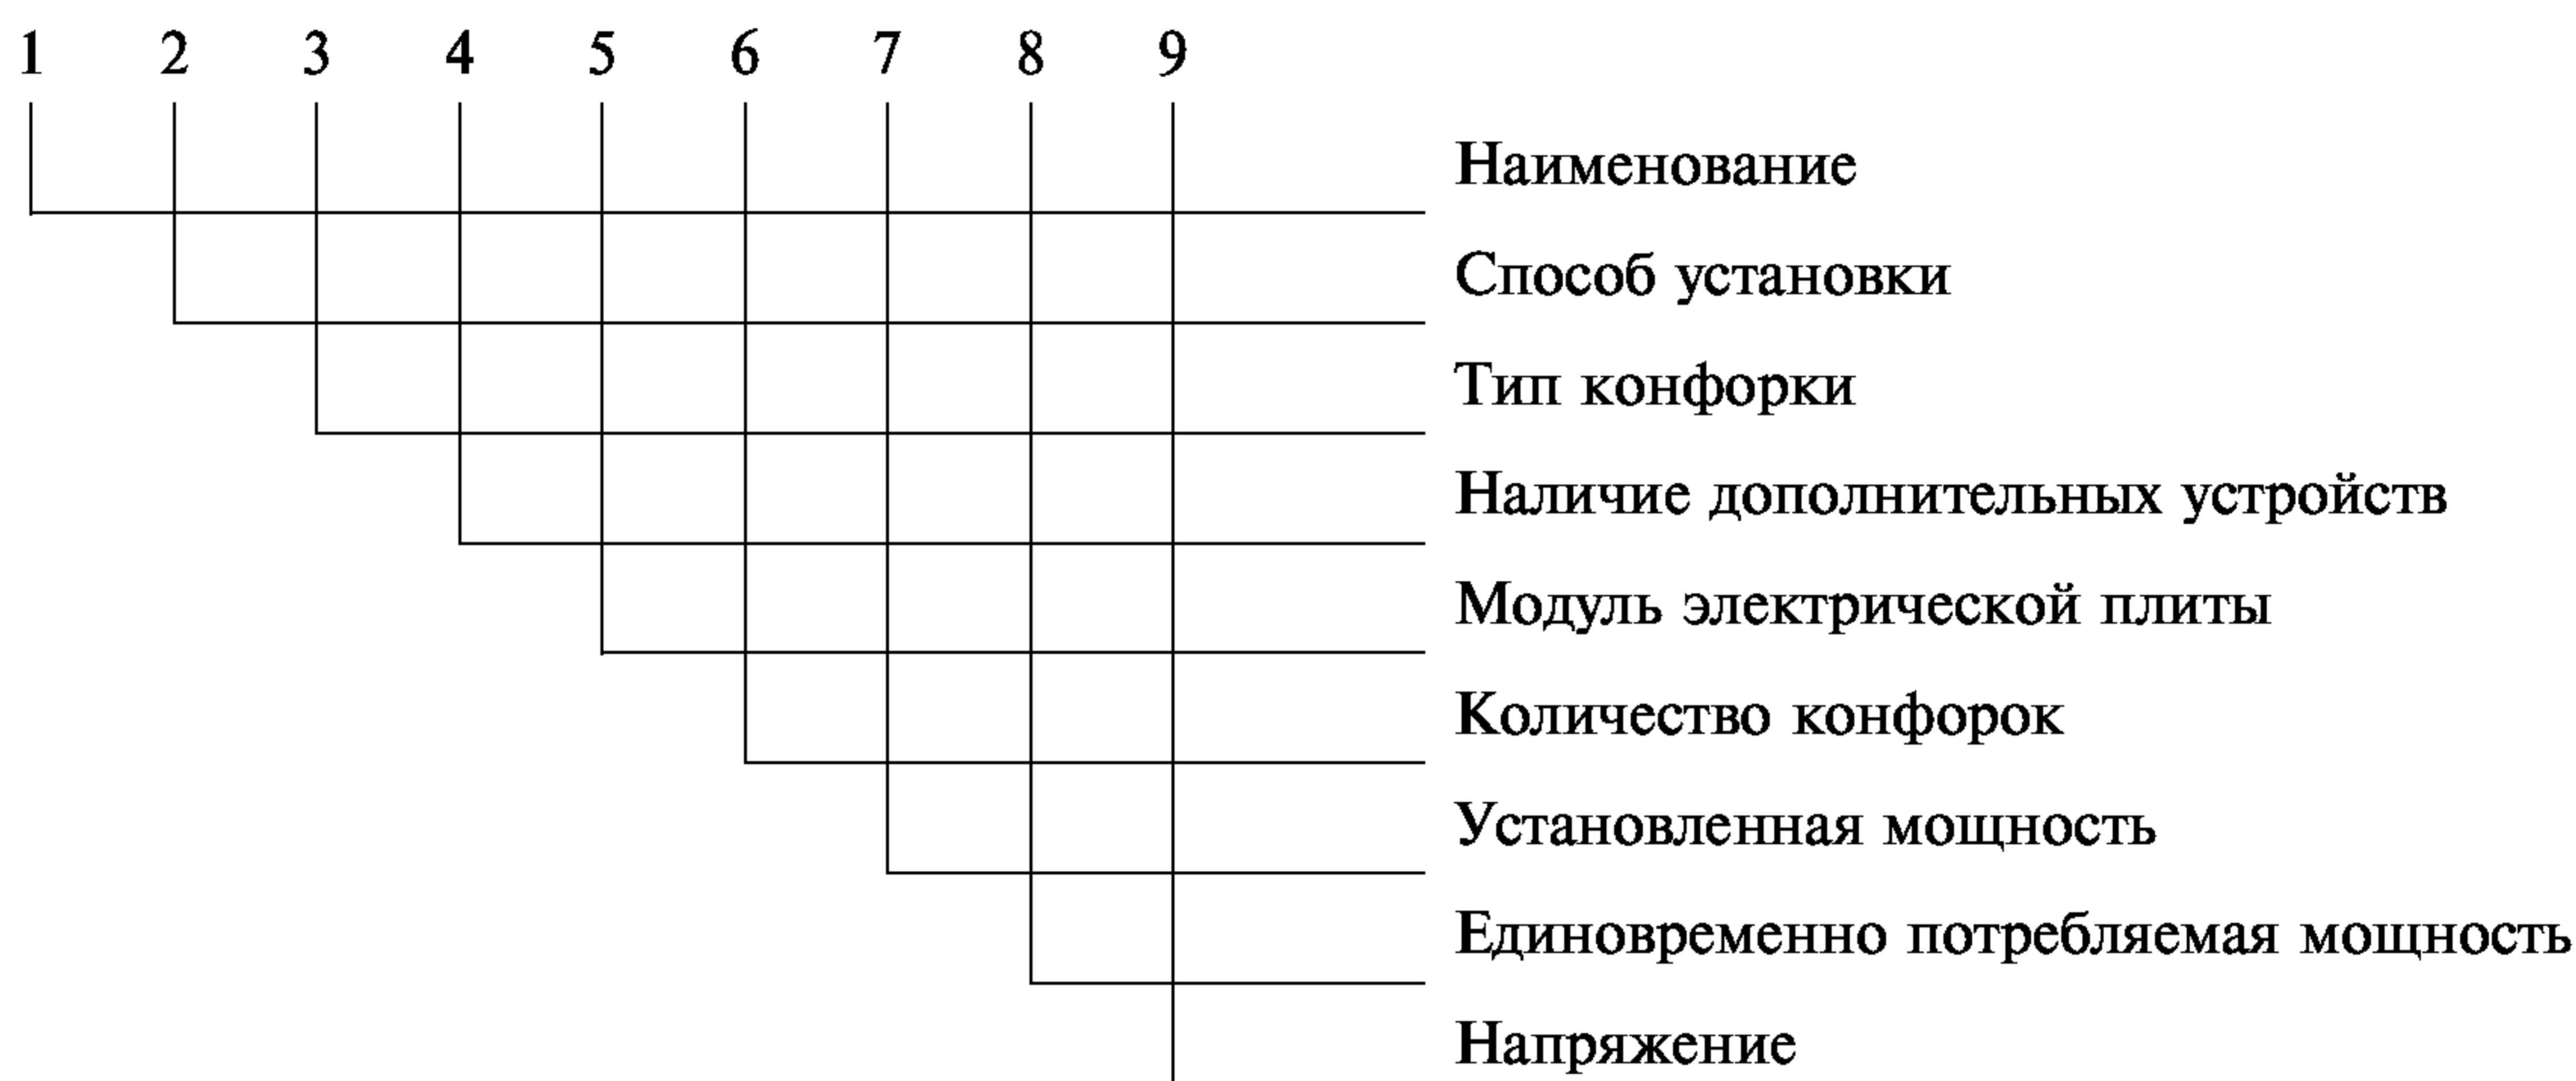 1 2 3 4 5 6 7 8 9
Наименование
Способ установки
Тип конфорки
Наличие дополнительных устройств
Модуль электрической плиты
Количество конфорок
Установленная мощность
Единовременно потребляемая мощность
Напряжение